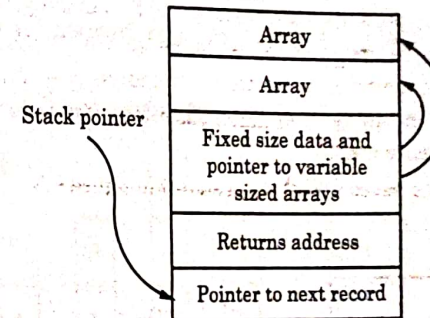 Array
Array
Stack pointer
Fixed size data and
pointer to variable
sized arrays
Returns address
Pointer to next record